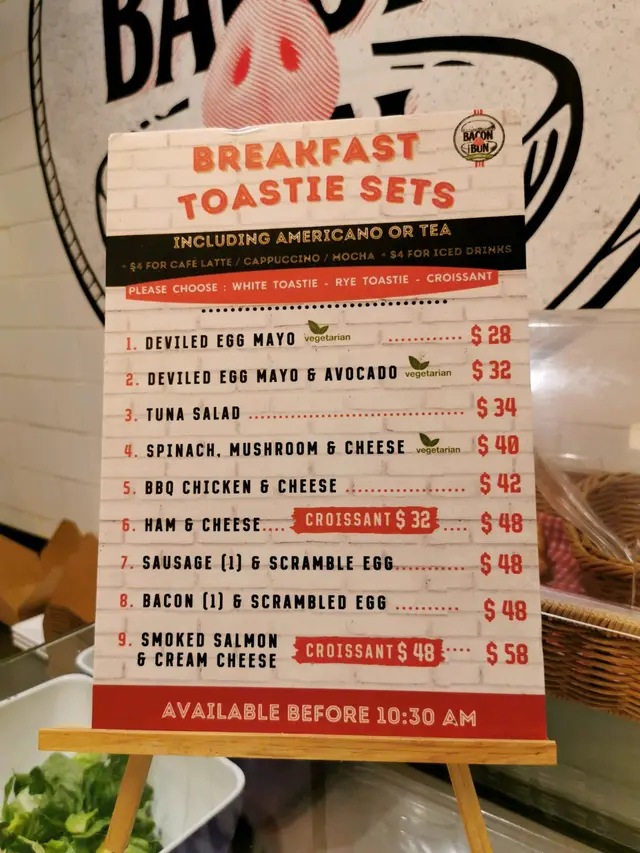 BACON
BACON
& BUN
BREAKFAST
TOASTIE SETS
INCLUDING AMERICANO OR TEA
• $4 FOR CAFE LATTE / CAPPUCCINO / MOCHA • $4 FOR ICED DRINKS
PLEASE CHOOSE : WHITE TOASTIE - RYE TOASTIE - CROISSANT
1. DEVILED EGG MAYO vegetarian ............ $28
2. DEVILED EGG MAYO & AVOCADO vegetarian $32
3. TUNA SALAD ................................... $34
4. SPINACH, MUSHROOM & CHEESE vegetarian $40
5. BBQ CHICKEN & CHEESE .................... $42
6. HAM & CHEESE.... CROISSANT $32 .... $48
7. SAUSAGE (1) & SCRAMBLE EGG............ $48
8. BACON (1) & SCRAMBLED EGG .......... $48
9. SMOKED SALMON
& CREAM CHEESE CROISSANT $48 .... $58
AVAILABLE BEFORE 10:30 AM